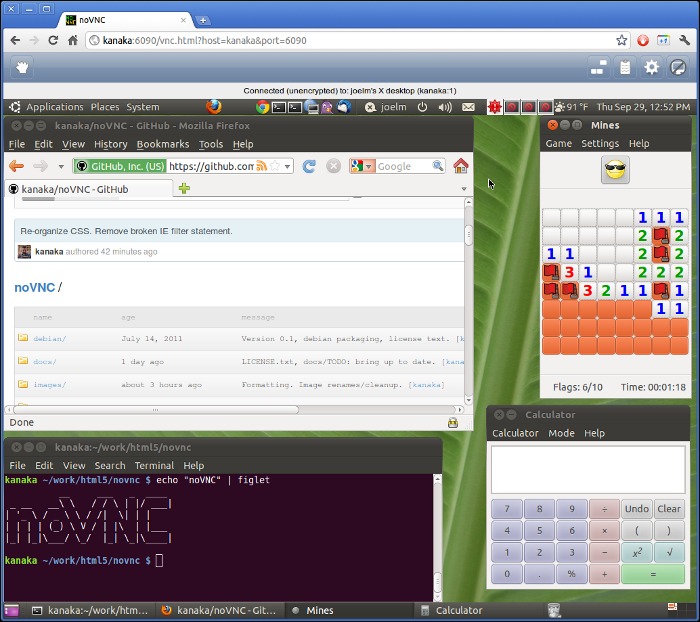 noVNC
kanaka:6090/vnc.html?host=kanaka&port=6090
Connected (unencrypted) to: joelm's X desktop (kanaka:1)
Applications Places System joelm 91 °F Thu Sep 29, 12:52 PM
kanaka/noVNC - GitHub - Mozilla Firefox
File Edit View History Bookmarks Tools Help
GitHub, Inc. (US) https://github.com Google
kanaka/noVNC - GitHub
Re-organize CSS. Remove broken IE filter statement.
kanaka authored 42 minutes ago
noVNC /
name age message
debian/ July 14, 2011 Version 0.1, debian packaging, license text. [k
docs/ 1 day ago LICENSE.txt, docs/TODO: bring up to date. [kana
images/ about 3 hours ago Formatting. Image renames/cleanup. [kanaka]
Done
Mines
Game Settings Help
1 1 1
2 2
1 1 2 2
3 1 2 2 2
3 2 1 1 1
1 1
Flags: 6/10 Time: 00:01:18
kanaka:~/work/html5/novnc
File Edit View Search Terminal Help
kanaka ~/work/html5/novnc $ echo "noVNC" | figlet
noVNC
kanaka ~/work/html5/novnc $
Calculator
Calculator Mode Help
7 8 9 ÷ Undo Clear
4 5 6 × ( )
1 2 3 − x² √
0 . % + =
kanaka:~/work/htm... kanaka/noVNC - Git... Mines Calculator